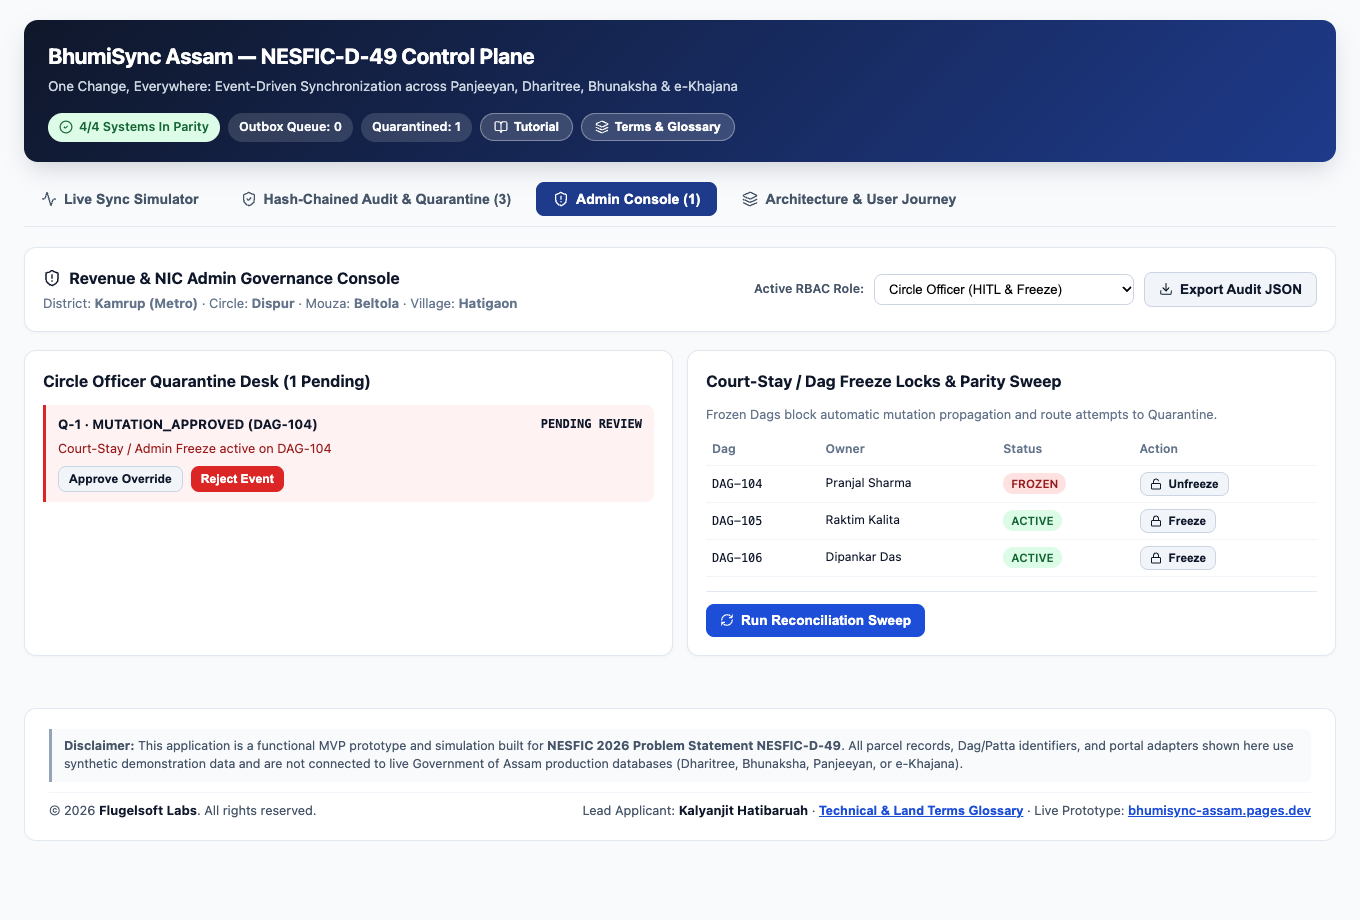 BhumiSync Assam — NESFIC-D-49 Control Plane
One Change, Everywhere: Event-Driven Synchronization across Panjeeyan, Dharitree, Bhunaksha & e-Khajana
4/4 Systems In Parity
Outbox Queue: 0
Quarantined: 1
Tutorial
Terms & Glossary
Live Sync Simulator
Hash-Chained Audit & Quarantine (3)
Admin Console (1)
Architecture & User Journey
Revenue & NIC Admin Governance Console
District: Kamrup (Metro) · Circle: Dispur · Mouza: Beltola · Village: Hatigaon
Active RBAC Role:
Circle Officer (HITL & Freeze)
Export Audit JSON
Circle Officer Quarantine Desk (1 Pending)
Q-1 · MUTATION_APPROVED (DAG-104)
PENDING REVIEW
Court-Stay / Admin Freeze active on DAG-104
Approve Override
Reject Event
Court-Stay / Dag Freeze Locks & Parity Sweep
Frozen Dags block automatic mutation propagation and route attempts to Quarantine.
Dag Owner Status Action
DAG-104 Pranjal Sharma FROZEN Unfreeze
DAG-105 Raktim Kalita ACTIVE Freeze
DAG-106 Dipankar Das ACTIVE Freeze
Run Reconciliation Sweep
Disclaimer: This application is a functional MVP prototype and simulation built for NESFIC 2026 Problem Statement NESFIC-D-49. All parcel records, Dag/Patta identifiers, and portal adapters shown here use
synthetic demonstration data and are not connected to live Government of Assam production databases (Dharitree, Bhunaksha, Panjeeyan, or e-Khajana).
© 2026 Flugelsoft Labs. All rights reserved.
Lead Applicant: Kalyanjit Hatibaruah · Technical & Land Terms Glossary · Live Prototype: bhumisync-assam.pages.dev